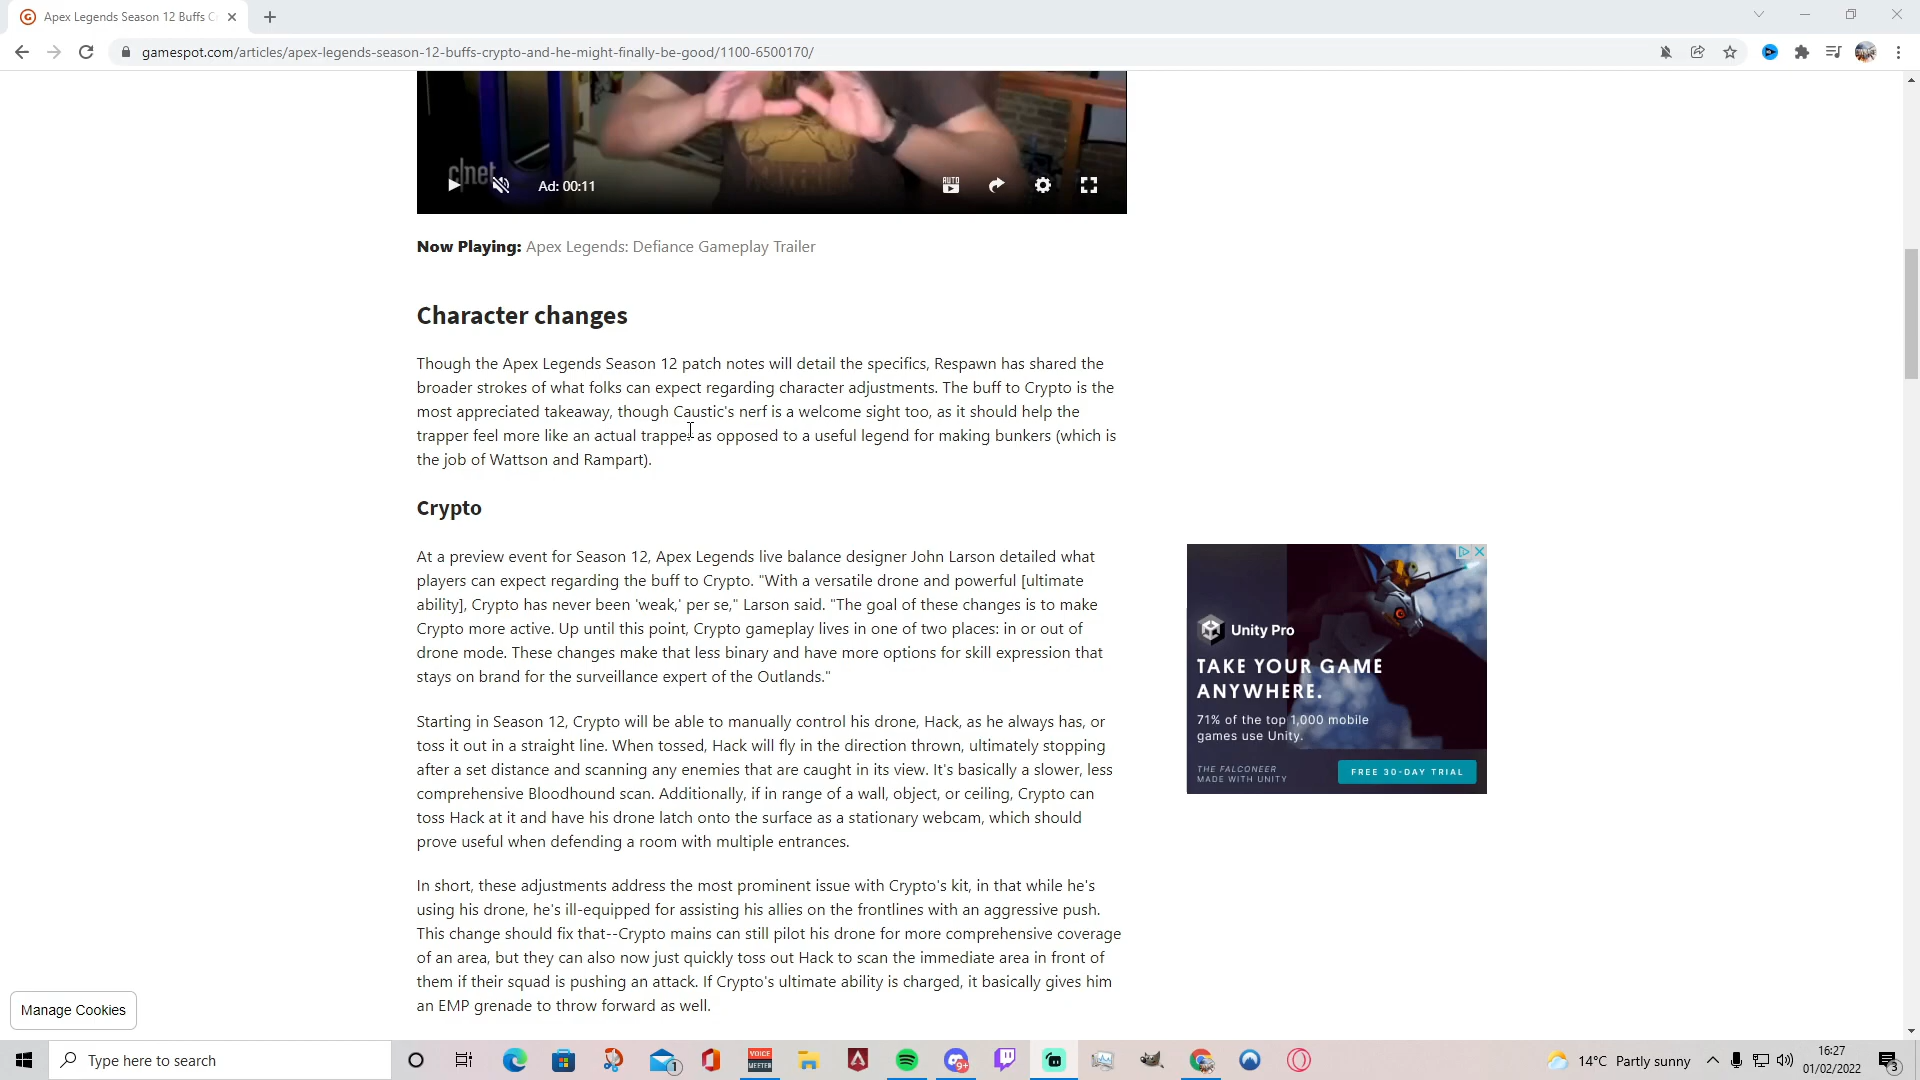 Apex Legends Season 12 Buffs C
gamespot.com/articles/apex-legends-season-12-buffs-crypto-and-he-might-finally-be-good/1100-6500170/
c|net
Ad: 00:11
AUTO
Now Playing: Apex Legends: Defiance Gameplay Trailer
Character changes
Though the Apex Legends Season 12 patch notes will detail the specifics, Respawn has shared the
broader strokes of what folks can expect regarding character adjustments. The buff to Crypto is the
most appreciated takeaway, though Caustic's nerf is a welcome sight too, as it should help the
trapper feel more like an actual trapper as opposed to a useful legend for making bunkers (which is
the job of Wattson and Rampart).
Crypto
At a preview event for Season 12, Apex Legends live balance designer John Larson detailed what
players can expect regarding the buff to Crypto. "With a versatile drone and powerful [ultimate
ability], Crypto has never been 'weak,' per se," Larson said. "The goal of these changes is to make
Crypto more active. Up until this point, Crypto gameplay lives in one of two places: in or out of
drone mode. These changes make that less binary and have more options for skill expression that
stays on brand for the surveillance expert of the Outlands."
Starting in Season 12, Crypto will be able to manually control his drone, Hack, as he always has, or
toss it out in a straight line. When tossed, Hack will fly in the direction thrown, ultimately stopping
after a set distance and scanning any enemies that are caught in its view. It's basically a slower, less
comprehensive Bloodhound scan. Additionally, if in range of a wall, object, or ceiling, Crypto can
toss Hack at it and have his drone latch onto the surface as a stationary webcam, which should
prove useful when defending a room with multiple entrances.
In short, these adjustments address the most prominent issue with Crypto's kit, in that while he's
using his drone, he's ill-equipped for assisting his allies on the frontlines with an aggressive push.
This change should fix that--Crypto mains can still pilot his drone for more comprehensive coverage
of an area, but they can also now just quickly toss out Hack to scan the immediate area in front of
them if their squad is pushing an attack. If Crypto's ultimate ability is charged, it basically gives him
an EMP grenade to throw forward as well.
Unity Pro
TAKE YOUR GAME
ANYWHERE.
71% of the top 1,000 mobile
games use Unity.
THE FALCONEER
MADE WITH UNITY
FREE 30-DAY TRIAL
Manage Cookies
Type here to search
1
VOICE
MEETER
9+
14°C Partly sunny
16:27
01/02/2022
3